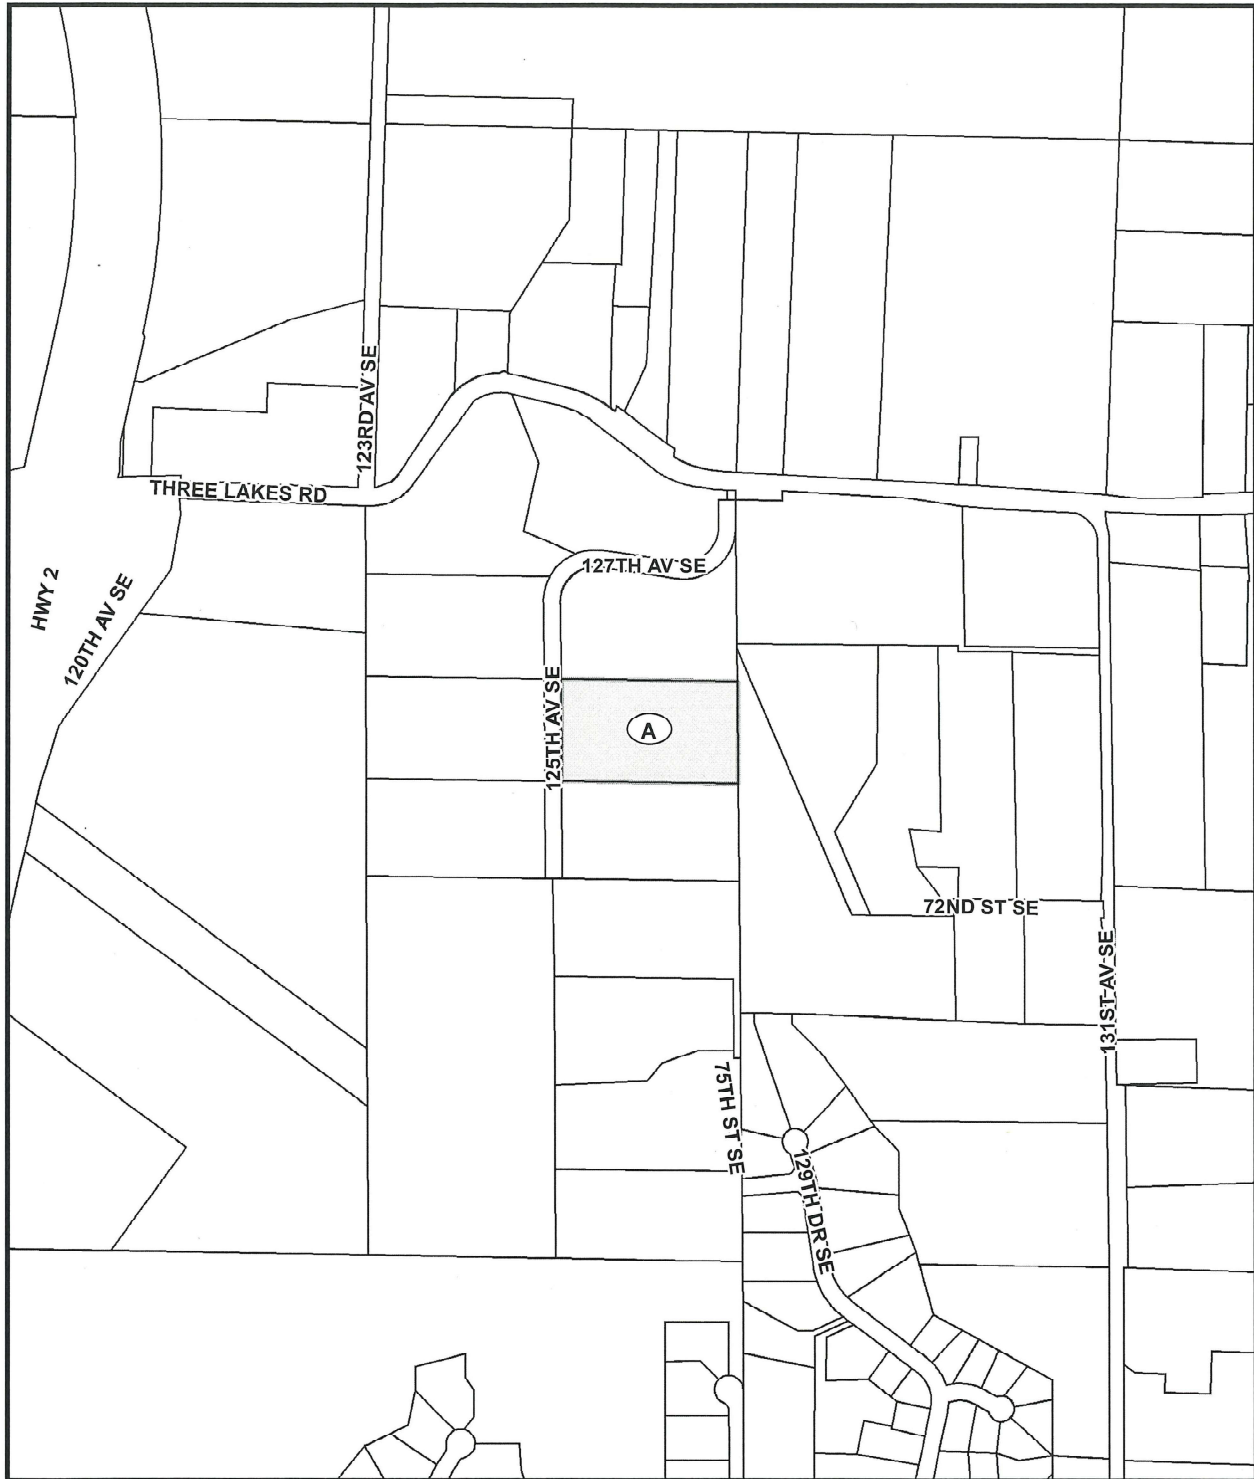 123RD AV SE
THREE LAKES RD
HWY 2
120TH AV SE
127TH AV SE
125TH AV SE
A
72ND ST SE
131ST AV SE
75TH ST SE
129TH DR SE